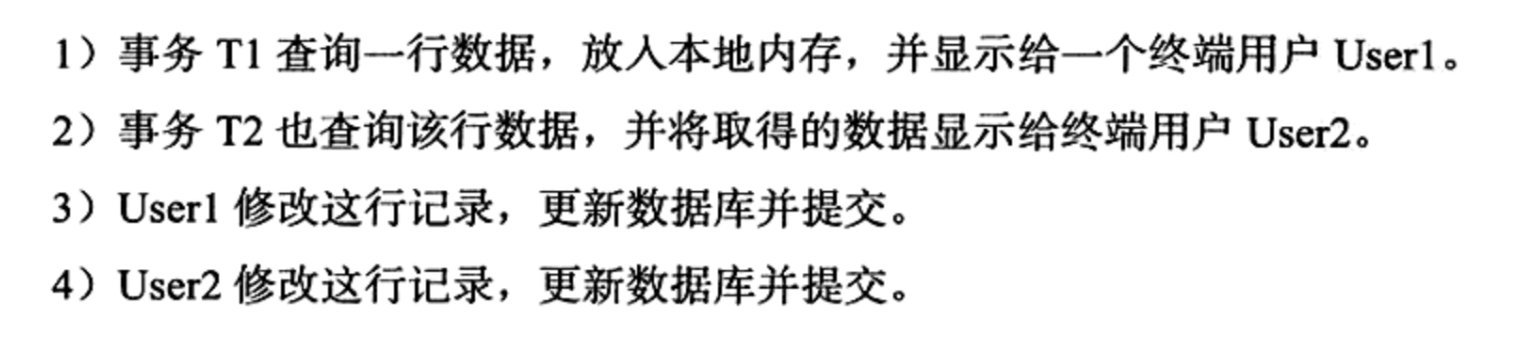 1）事务 T1 查询一行数据，放入本地内存，并显示给一个终端用户 User1。
2）事务 T2 也查询该行数据，并将取得的数据显示给终端用户 User2。
3）User1 修改这行记录，更新数据库并提交。
4）User2 修改这行记录，更新数据库并提交。